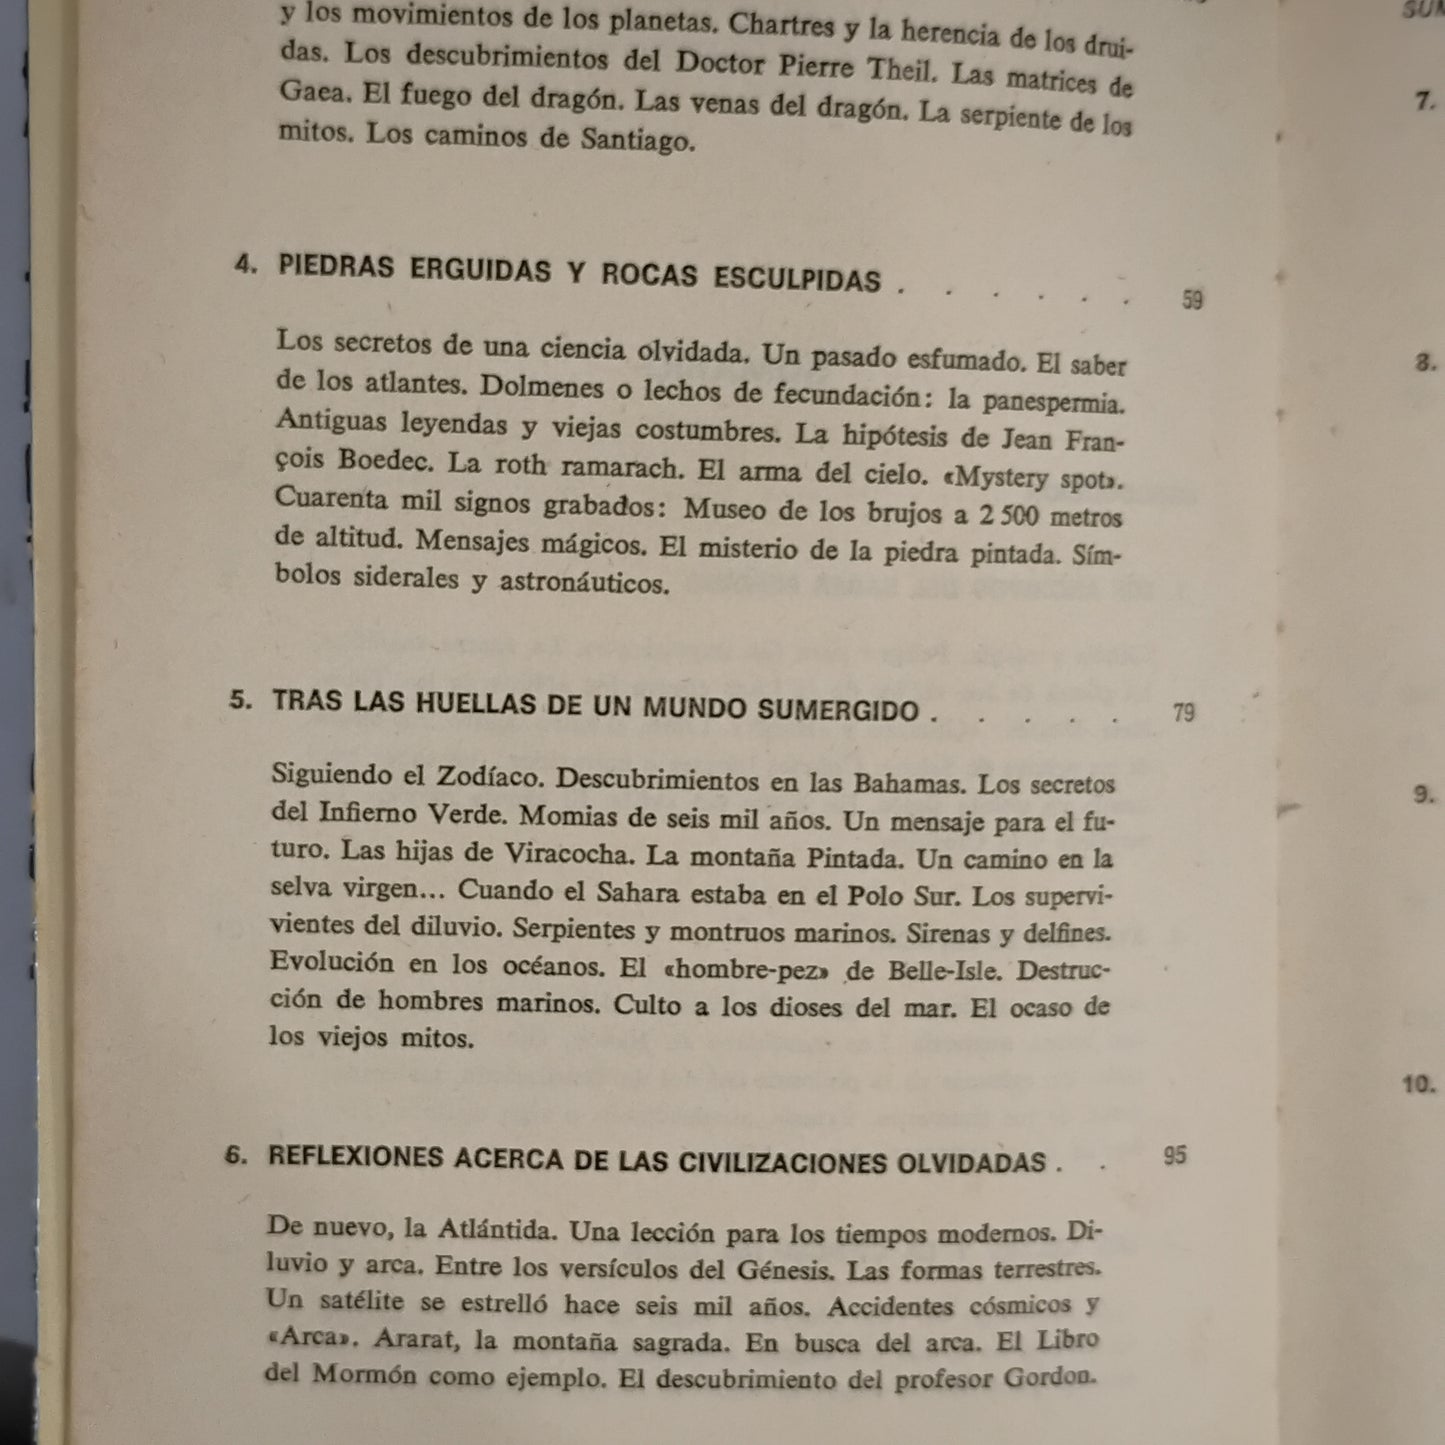 y los movimientos de los planetas. Chartres y la herencia de los drui-
das. Los descubrimientos del Doctor Pierre Theil. Las matrices de
Gaea. El fuego del dragón. Las venas del dragón. La serpiente de los
mitos. Los caminos de Santiago.
4. PIEDRAS ERGUIDAS Y ROCAS ESCULPIDAS . . . . . . 59
Los secretos de una ciencia olvidada. Un pasado esfumado. El saber
de los atlantes. Dolmenes o lechos de fecundación: la panespermia.
Antiguas leyendas y viejas costumbres. La hipótesis de Jean Fran-
çois Boedec. La roth ramarach. El arma del cielo. «Mystery spot».
Cuarenta mil signos grabados: Museo de los brujos a 2 500 metros
de altitud. Mensajes mágicos. El misterio de la piedra pintada. Sím-
bolos siderales y astronáuticos.
5. TRAS LAS HUELLAS DE UN MUNDO SUMERGIDO . . . . . 79
Siguiendo el Zodíaco. Descubrimientos en las Bahamas. Los secretos
del Infierno Verde. Momias de seis mil años. Un mensaje para el fu-
turo. Las hijas de Viracocha. La montaña Pintada. Un camino en la
selva virgen... Cuando el Sahara estaba en el Polo Sur. Los supervi-
vientes del diluvio. Serpientes y montruos marinos. Sirenas y delfines.
Evolución en los océanos. El «hombre-pez» de Belle-Isle. Destruc-
ción de hombres marinos. Culto a los dioses del mar. El ocaso de
los viejos mitos.
6. REFLEXIONES ACERCA DE LAS CIVILIZACIONES OLVIDADAS . . 95
De nuevo, la Atlántida. Una lección para los tiempos modernos. Di-
luvio y arca. Entre los versículos del Génesis. Las formas terrestres.
Un satélite se estrelló hace seis mil años. Accidentes cósmicos y
«Arca». Ararat, la montaña sagrada. En busca del arca. El Libro
del Mormón como ejemplo. El descubrimiento del profesor Gordon.
7.
8.
9.
10.